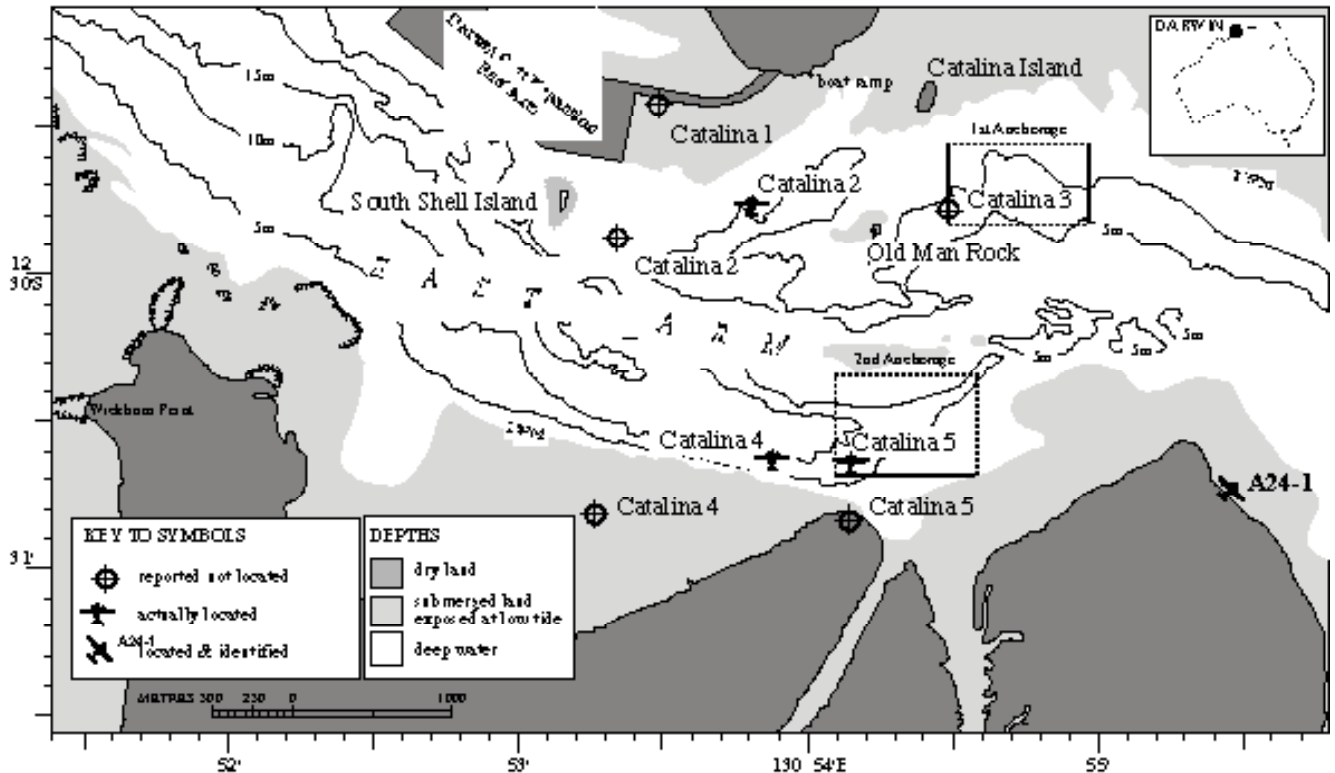 DARWIN
15m
boat ramp
Catalina Island
Catalina 1
1st Anchorage
10m
Catalina 2
South Shell Island
Catalina 3
5m
5m
Old Man Rock
Catalina 2
12
30'S
E A S T
A R M
5m
5m
5m
2nd Anchorage
Wickham Point
Catalina 4
Catalina 5
A24-1
Catalina 4
Catalina 5
KEY TO SYMBOLS
reported not located
actually located
A24-1
located & identified
DEPTHS
dry land
submerged land
exposed at low tide
deep water
31'
METRES 500 250 0 1000
52'
53'
130 54'E
55'